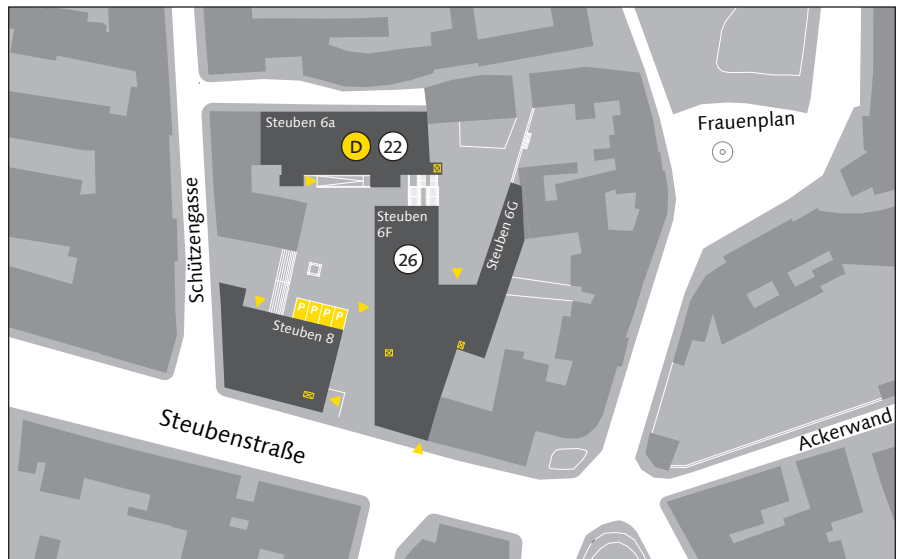 Steuben 6a
D
22
Frauenplan
Schützengasse
Steuben
6F
Steuben 6G
26
P P P P
Steuben 8
Steubenstraße
Ackerwand